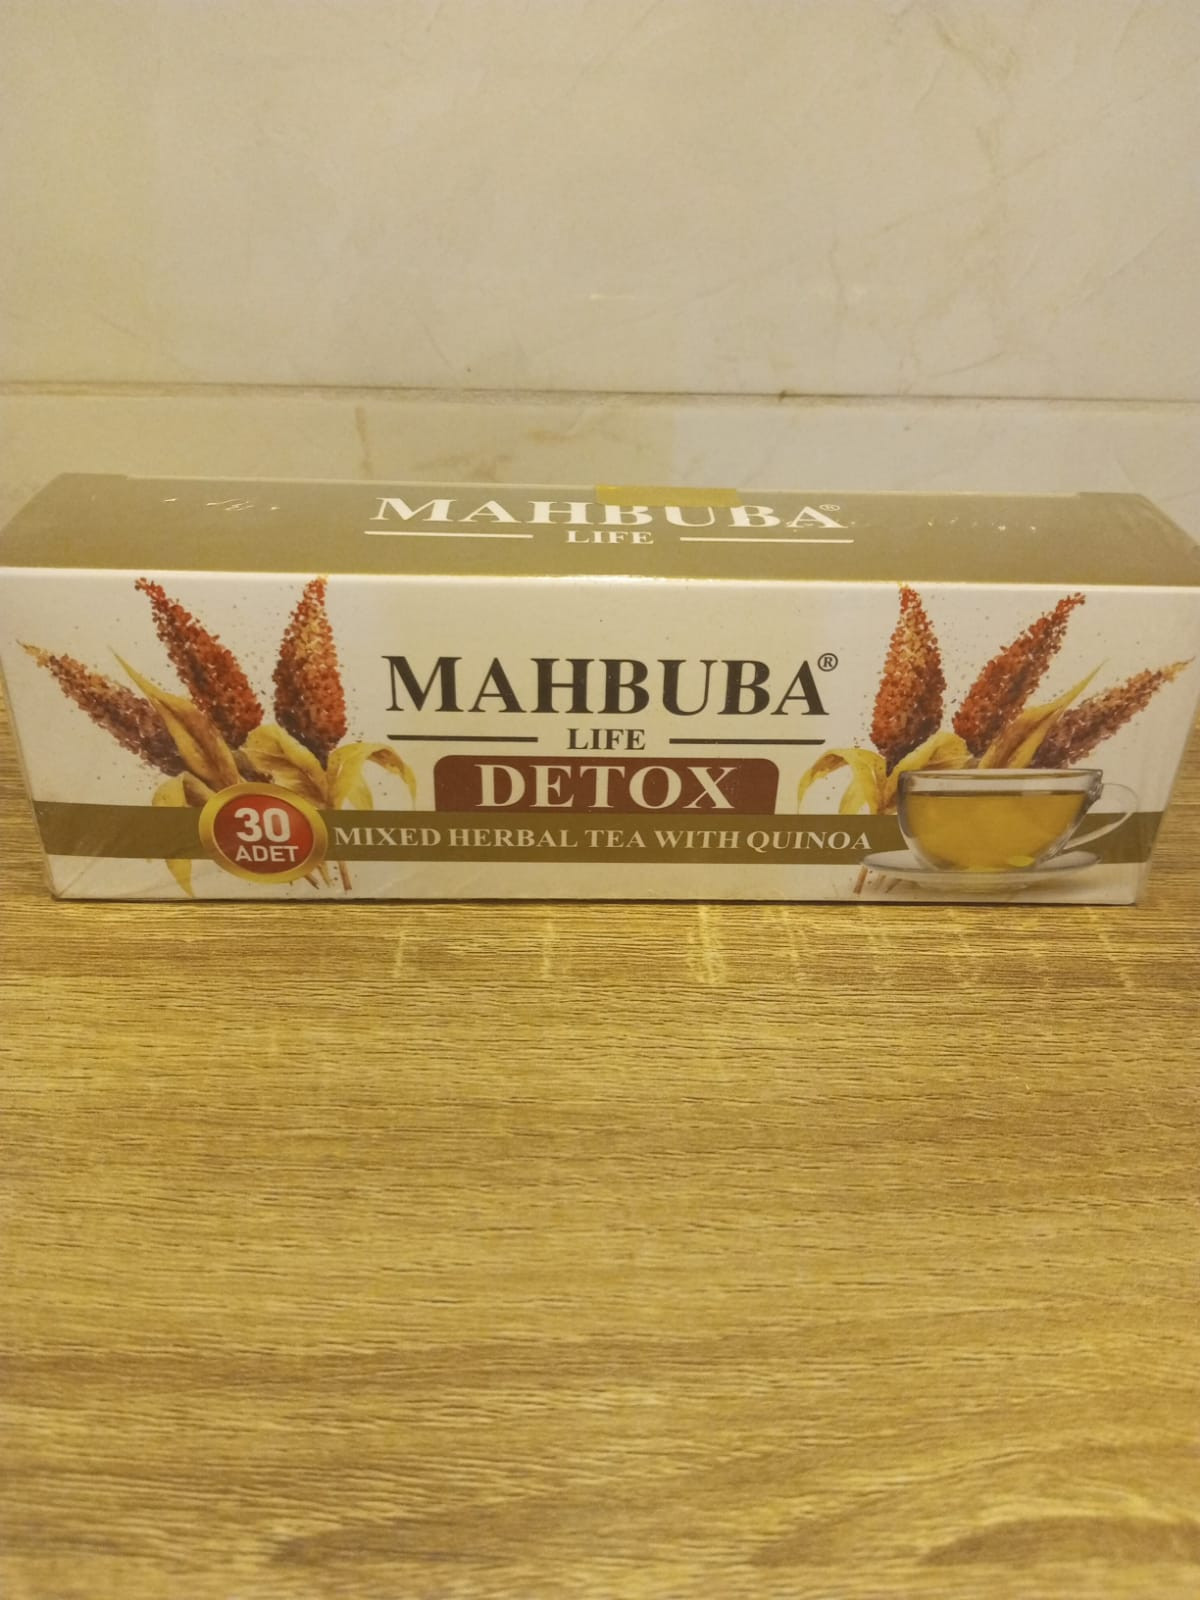 MAHBUBA®
LIFE
MAHBUBA®
LIFE
DETOX
30
ADET
MIXED HERBAL TEA WITH QUINOA